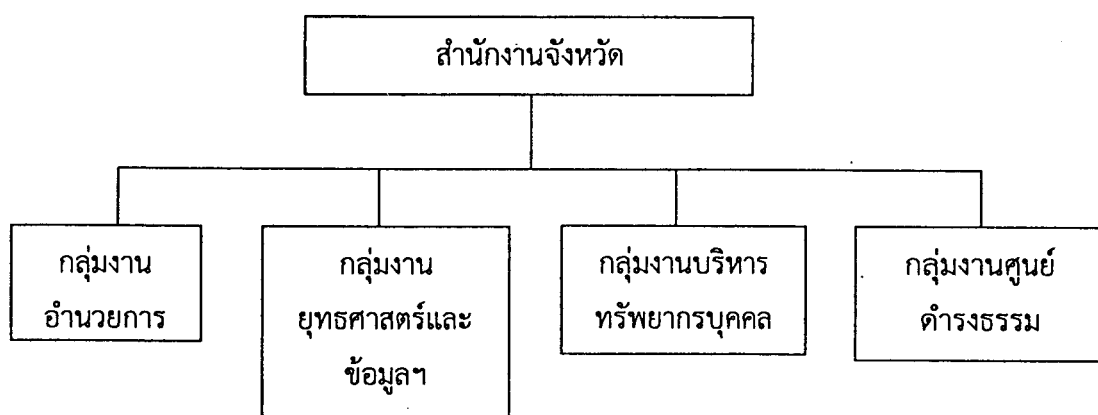 สำนักงานจังหวัด
กลุ่มงาน
อำนวยการ
กลุ่มงาน
ยุทธศาสตร์และ
ข้อมูลฯ
กลุ่มงานบริหาร
ทรัพยากรบุคคล
กลุ่มงานศูนย์
ดำรงธรรม